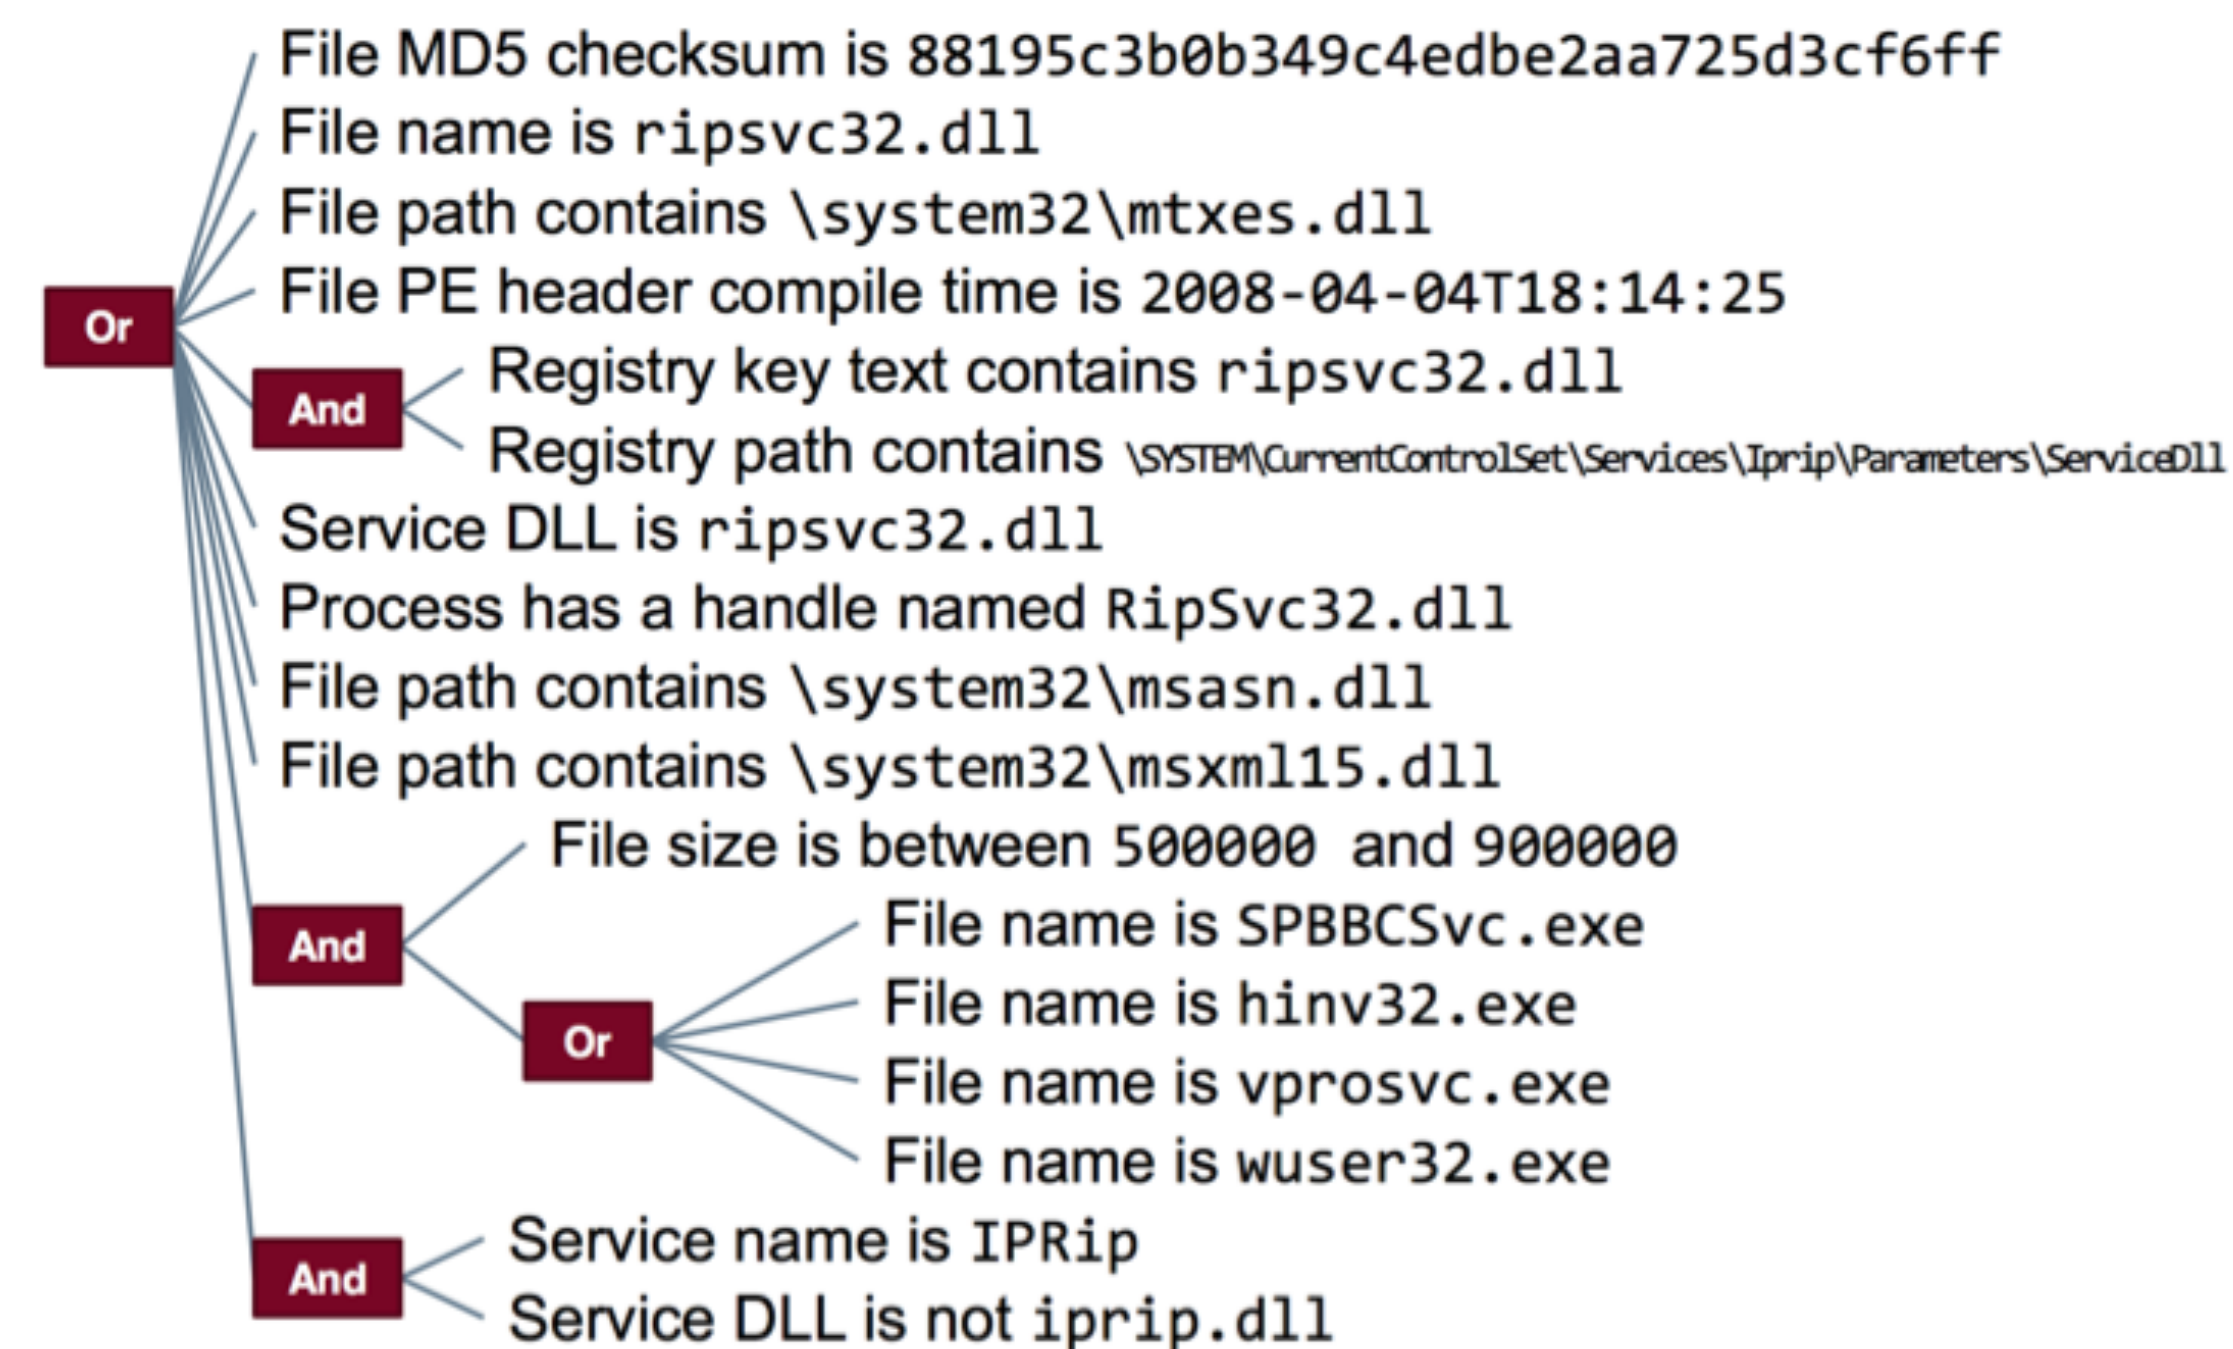 File MD5 checksum is 88195c3b0b349c4edbe2aa725d3cf6ff
File name is ripsvc32.dll
File path contains \system32\mtxes.dll
File PE header compile time is 2008-04-04T18:14:25
Or
Registry key text contains ripsvc32.dll
And
Registry path contains \SYSTEM\CurrentControlSet\Services\Iprip\Parameters\ServiceDll
Service DLL is ripsvc32.dll
Process has a handle named RipSvc32.dll
File path contains \system32\msasn.dll
File path contains \system32\msxml15.dll
File size is between 500000 and 900000
And
File name is SPBBCSvc.exe
File name is hinv32.exe
Or
File name is vprosvc.exe
File name is wuser32.exe
Service name is IPRip
And
Service DLL is not iprip.dll